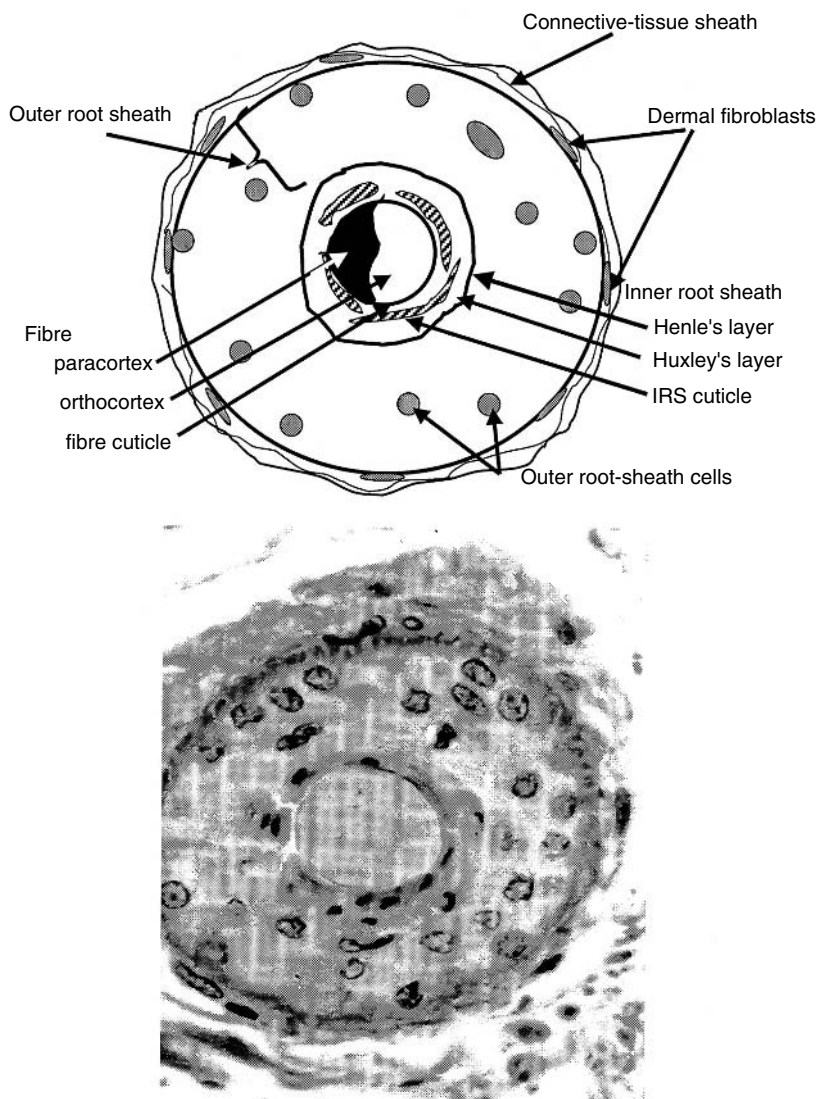 Connective-tissue sheath
Outer root sheath
Dermal fibroblasts
Inner root sheath
Henle's layer
Huxley's layer
IRS cuticle
Fibre
paracortex
orthocortex
fibre cuticle
Outer root-sheath cells